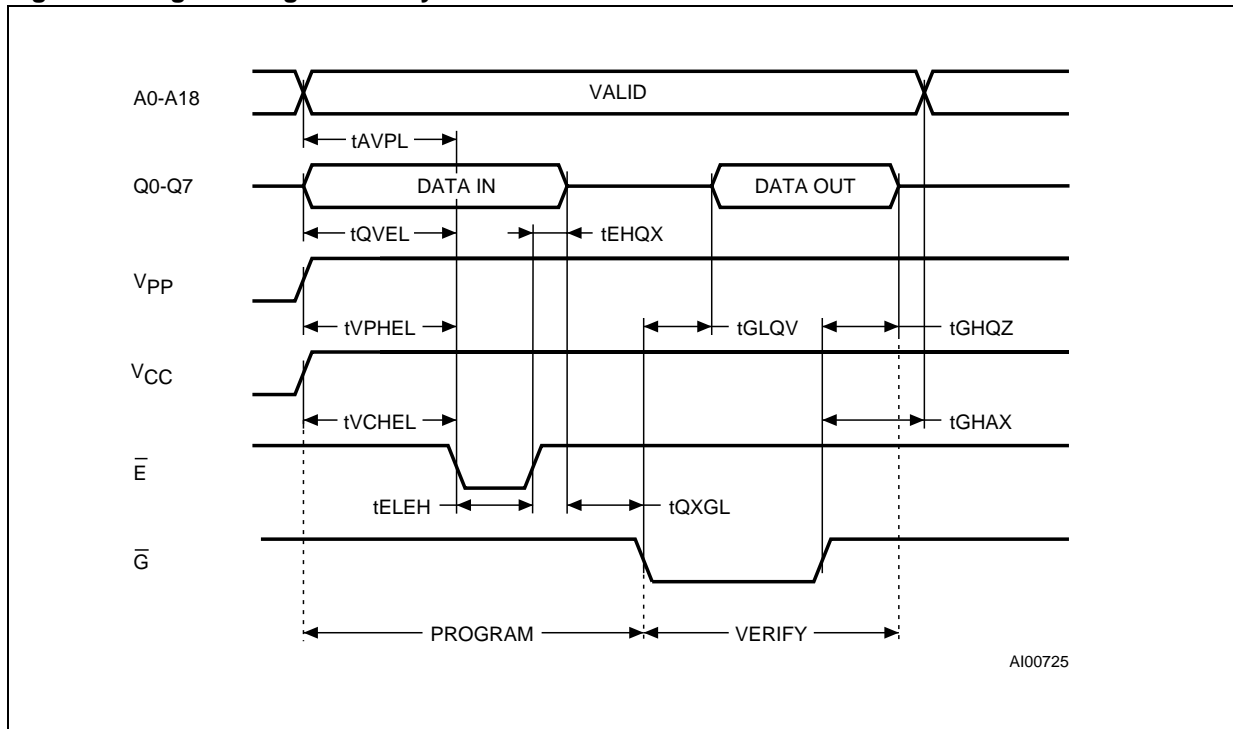 A0-A18
VALID
tAVPL
Q0-Q7
DATA IN
DATA OUT
tQVEL
tEHQX
VPP
tVPHEL
tGLQV
tGHQZ
VCC
tVCHEL
tGHAX
E̅
tELEH
tQXGL
G̅
PROGRAM
VERIFY
AI00725